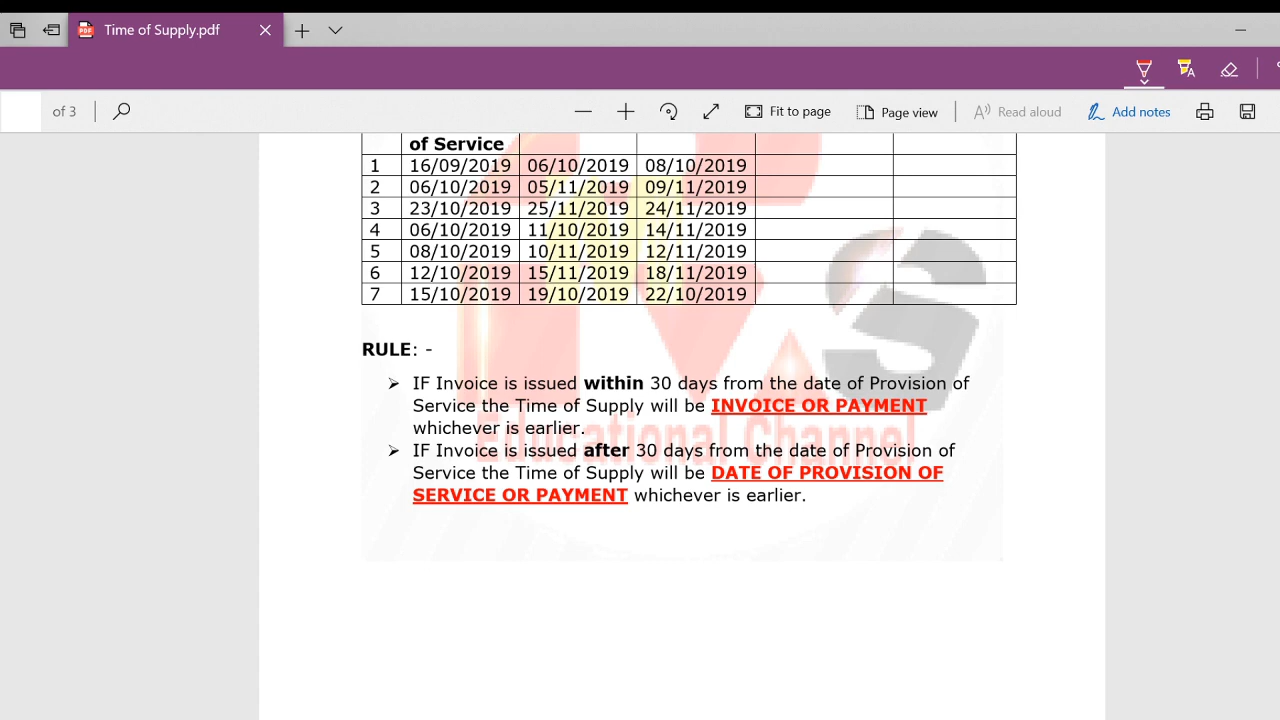 Time of Supply.pdf
of 3
Fit to page
Page view
Read aloud
Add notes
of Service
1 16/09/2019 06/10/2019 08/10/2019
2 06/10/2019 05/11/2019 09/11/2019
3 23/10/2019 25/11/2019 24/11/2019
4 06/10/2019 11/10/2019 14/11/2019
5 08/10/2019 10/11/2019 12/11/2019
6 12/10/2019 15/11/2019 18/11/2019
7 15/10/2019 19/10/2019 22/10/2019
RULE: -
➢ IF Invoice is issued within 30 days from the date of Provision of
Service the Time of Supply will be INVOICE OR PAYMENT
whichever is earlier.
Educational Channel
➢ IF Invoice is issued after 30 days from the date of Provision of
Service the Time of Supply will be DATE OF PROVISION OF
SERVICE OR PAYMENT whichever is earlier.